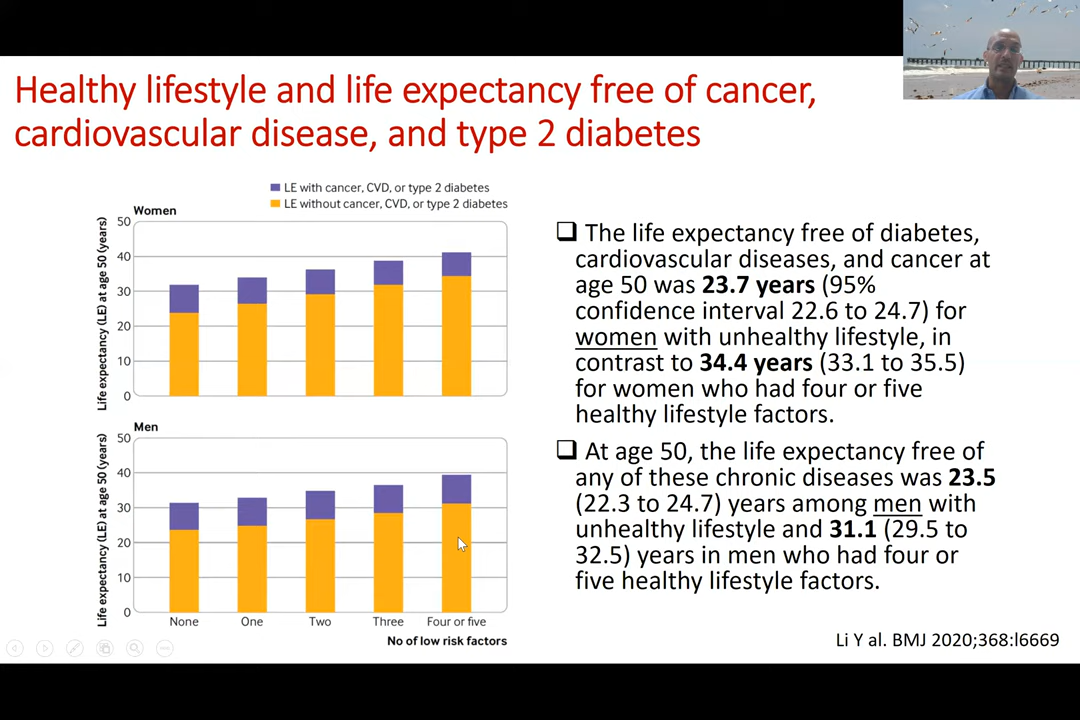 Healthy lifestyle and life expectancy free of cancer,
cardiovascular disease, and type 2 diabetes
LE with cancer, CVD, or type 2 diabetes
LE without cancer, CVD, or type 2 diabetes
Women
Life expectancy (LE) at age 50 (years)
50
40
30
20
10
0
Men
Life expectancy (LE) at age 50 (years)
50
40
30
20
10
0
None
One
Two
Three
Four or five
No of low risk factors
The life expectancy free of diabetes,
cardiovascular diseases, and cancer at
age 50 was 23.7 years (95%
confidence interval 22.6 to 24.7) for
women with unhealthy lifestyle, in
contrast to 34.4 years (33.1 to 35.5)
for women who had four or five
healthy lifestyle factors.
At age 50, the life expectancy free of
any of these chronic diseases was 23.5
(22.3 to 24.7) years among men with
unhealthy lifestyle and 31.1 (29.5 to
32.5) years in men who had four or
five healthy lifestyle factors.
Li Y al. BMJ 2020;368:l6669